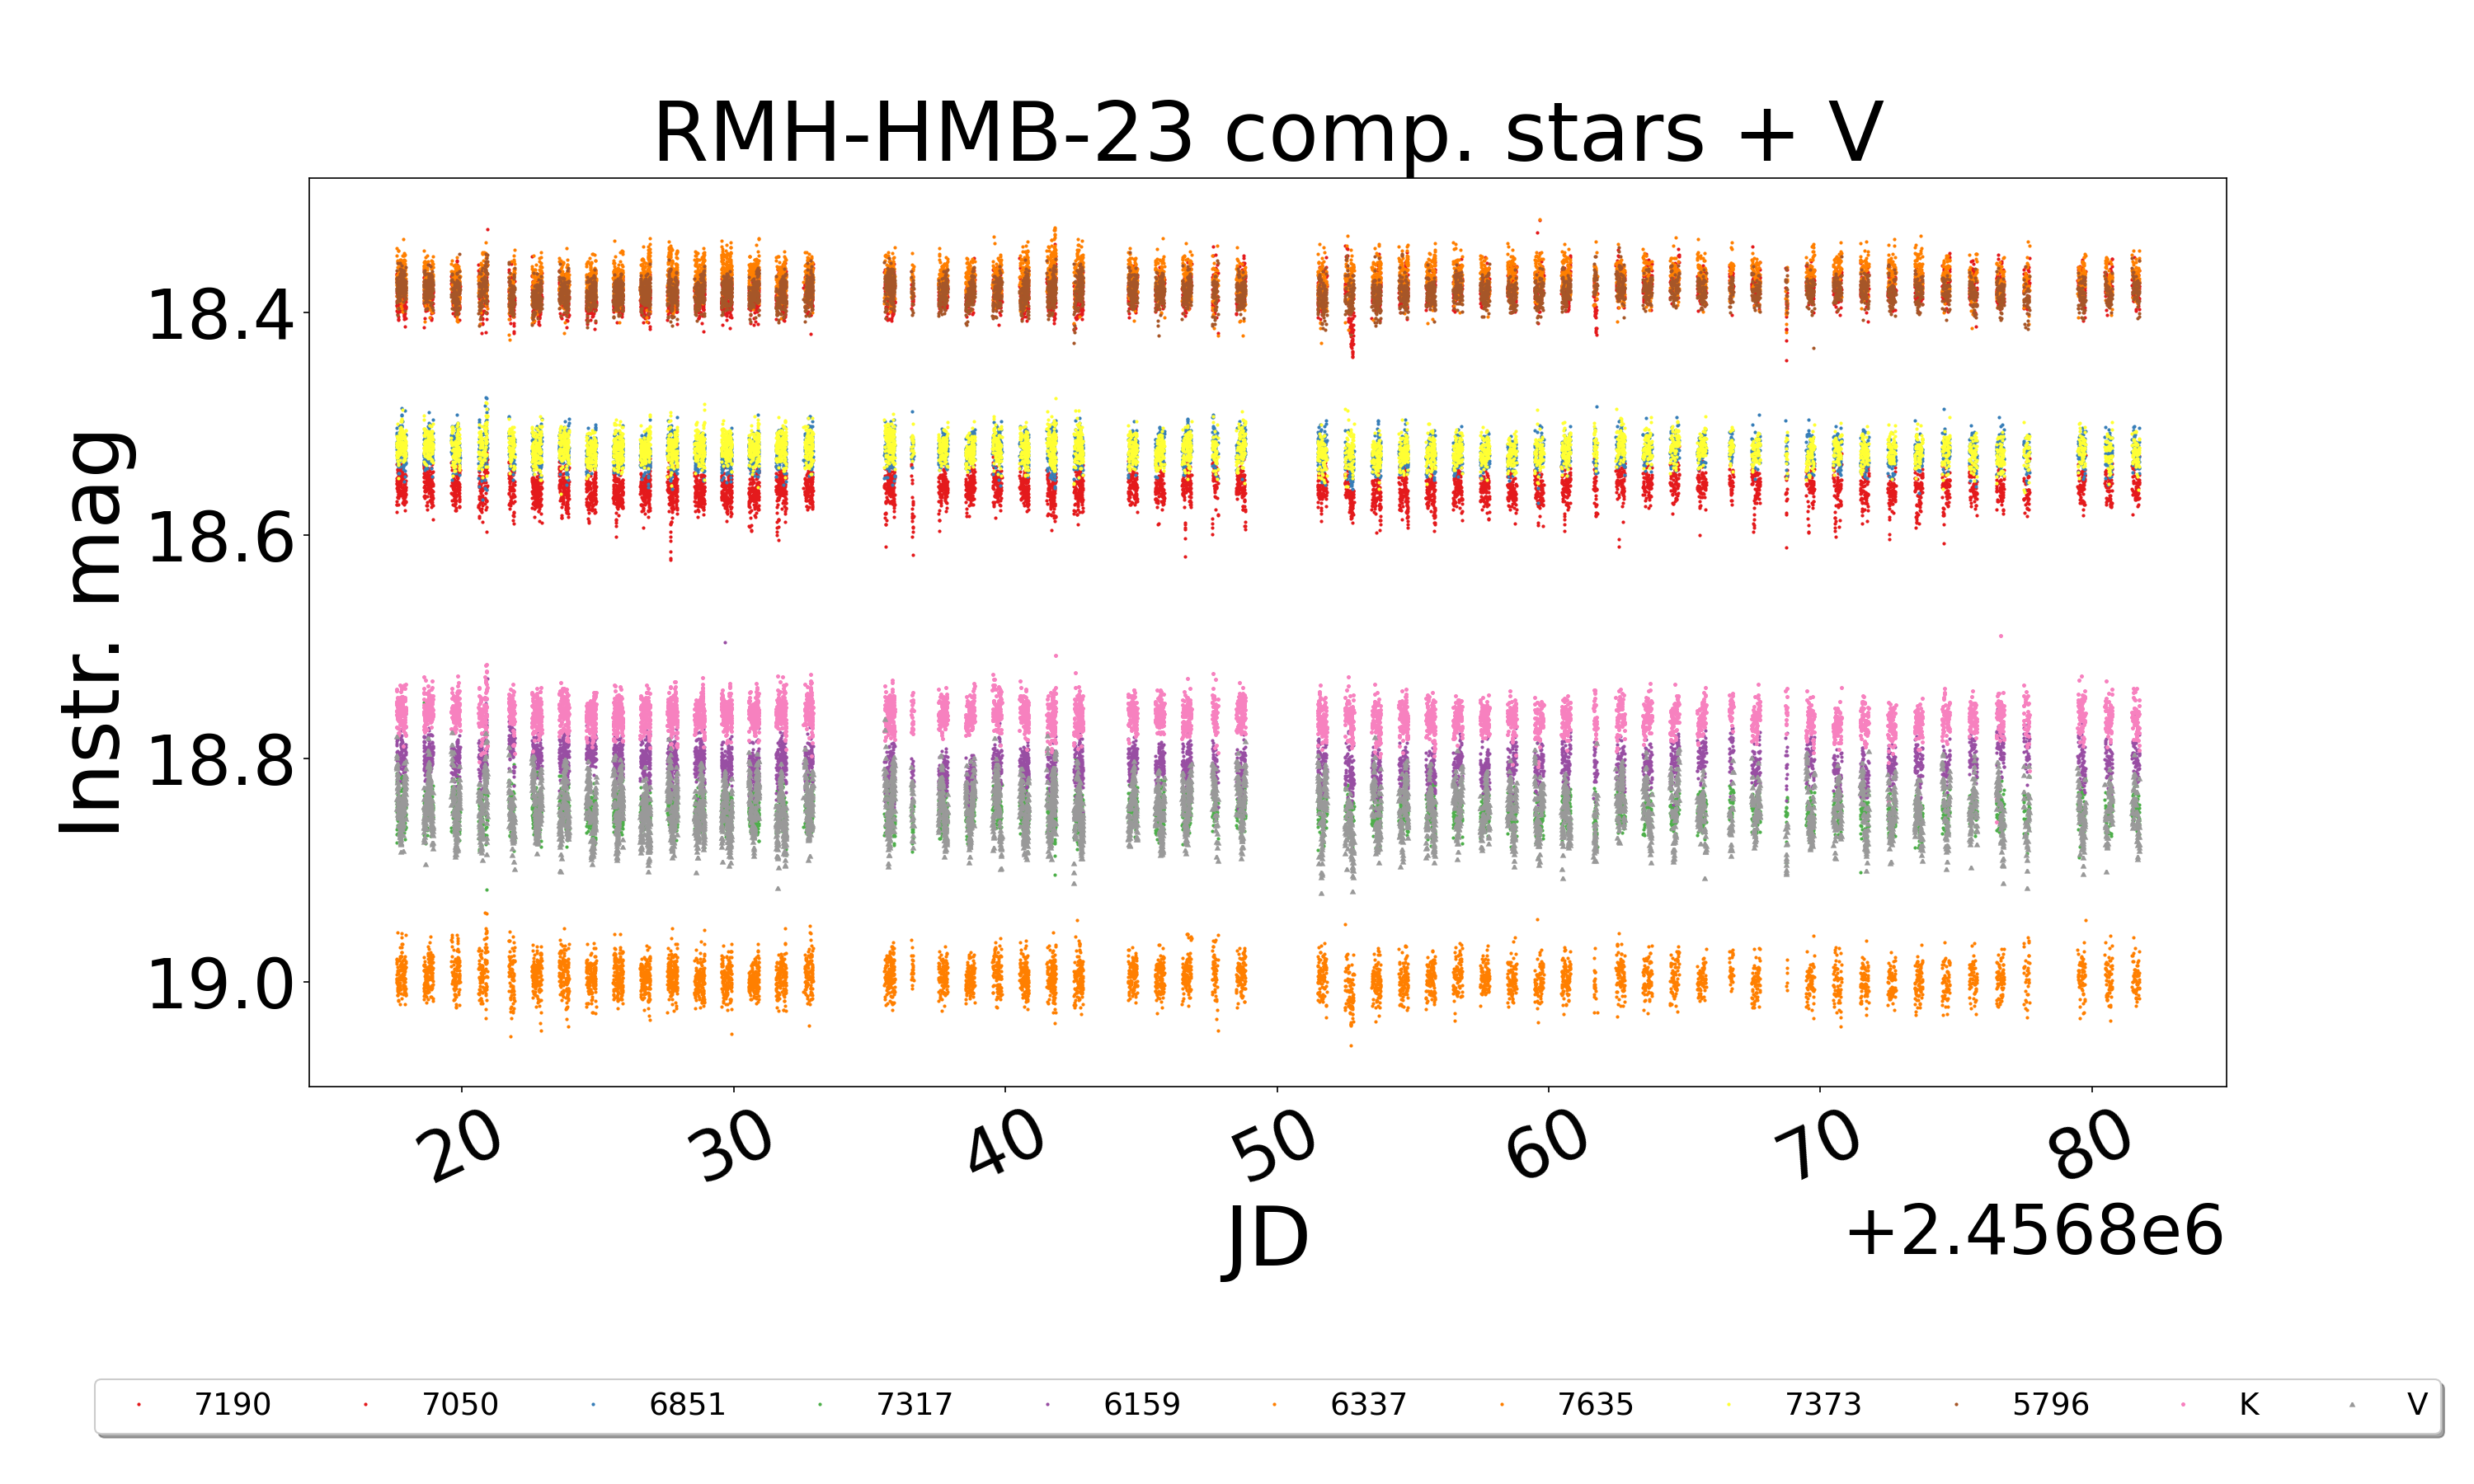 RMH-HMB-23 comp. stars + V
Instr. mag
18.4
18.6
18.8
19.0
20 30 40 50 60 70 80
JD
+2.4568e6
7190 7050 6851 7317 6159 6337 7635 7373 5796 K V